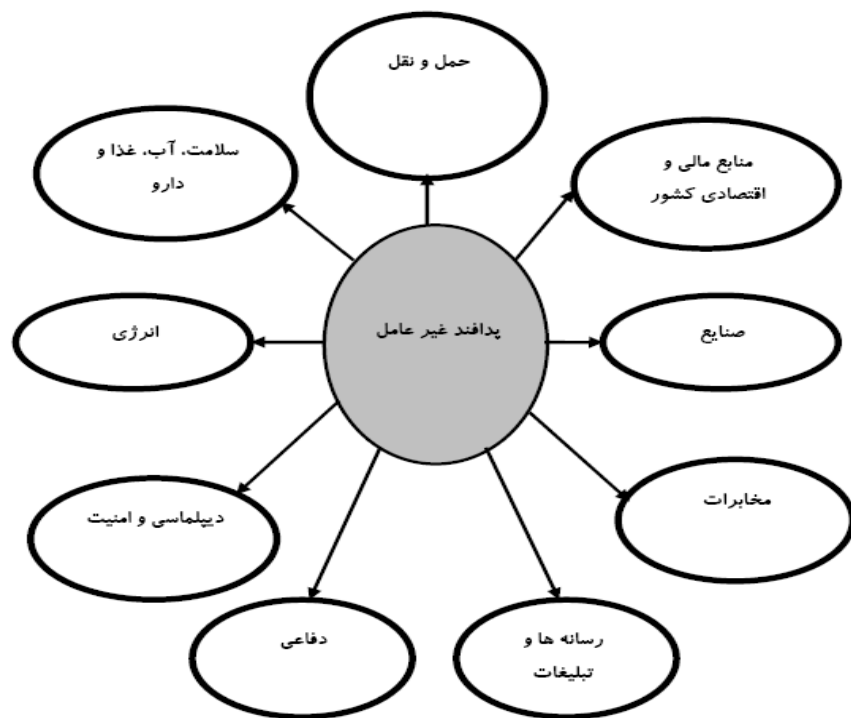 حمل و نقل
منابع مالی و
اقتصادی کشور
سلامت، آب، غذا و
دارو
پدافند غیر عامل
صنایع
انرژی
مخابرات
دیپلماسی و امنیت
رسانه ها و
تبلیغات
دفاعی